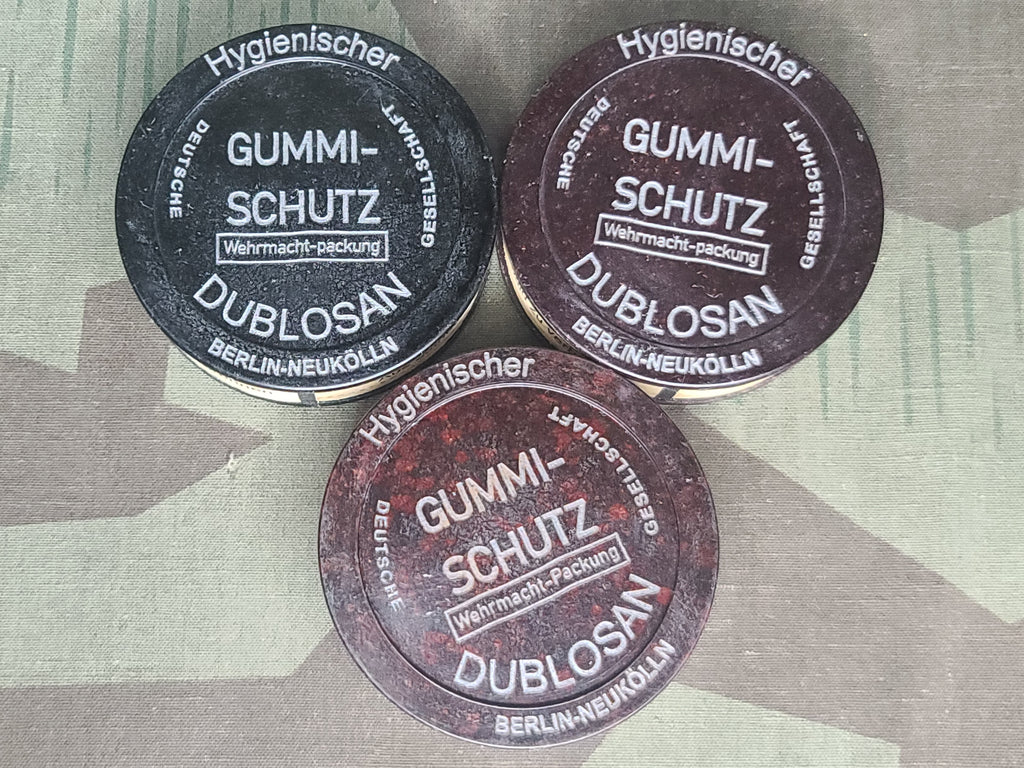 Hygienischer
GUMMI-
SCHUTZ
Wehrmacht-packung
DEUTSCHE
GESELLSCHAFT
DUBLOSAN
BERLIN-NEUKÖLLN
Hygienischer
GUMMI-
SCHUTZ
Wehrmacht-packung
DEUTSCHE
GESELLSCHAFT
DUBLOSAN
BERLIN-NEUKÖLLN
Hygienischer
GUMMI-
SCHUTZ
Wehrmacht-Packung
DEUTSCHE
GESELLSCHAFT
DUBLOSAN
BERLIN-NEUKÖLLN